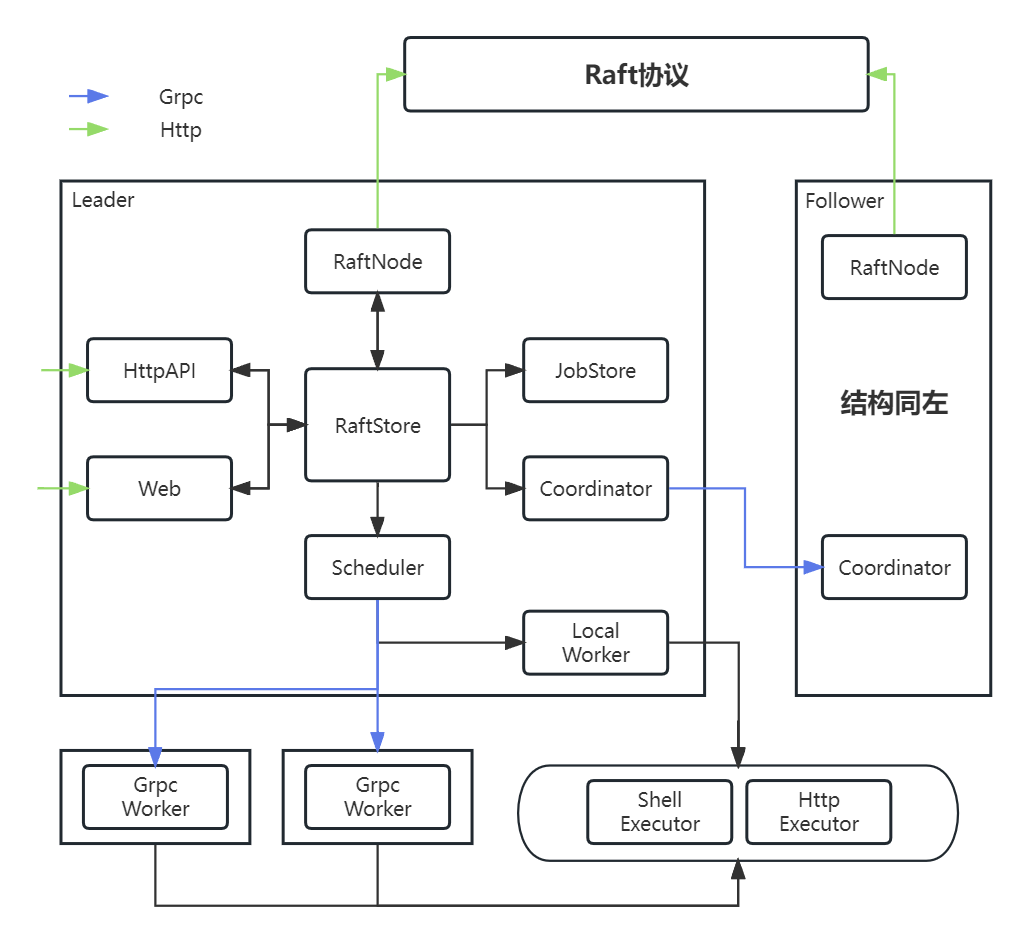 Raft协议
Grpc
Http
Leader
Follower
RaftNode
RaftNode
HttpAPI
JobStore
RaftStore
结构同左
Web
Coordinator
Scheduler
Coordinator
Local
Worker
Grpc
Worker
Grpc
Worker
Shell
Executor
Http
Executor